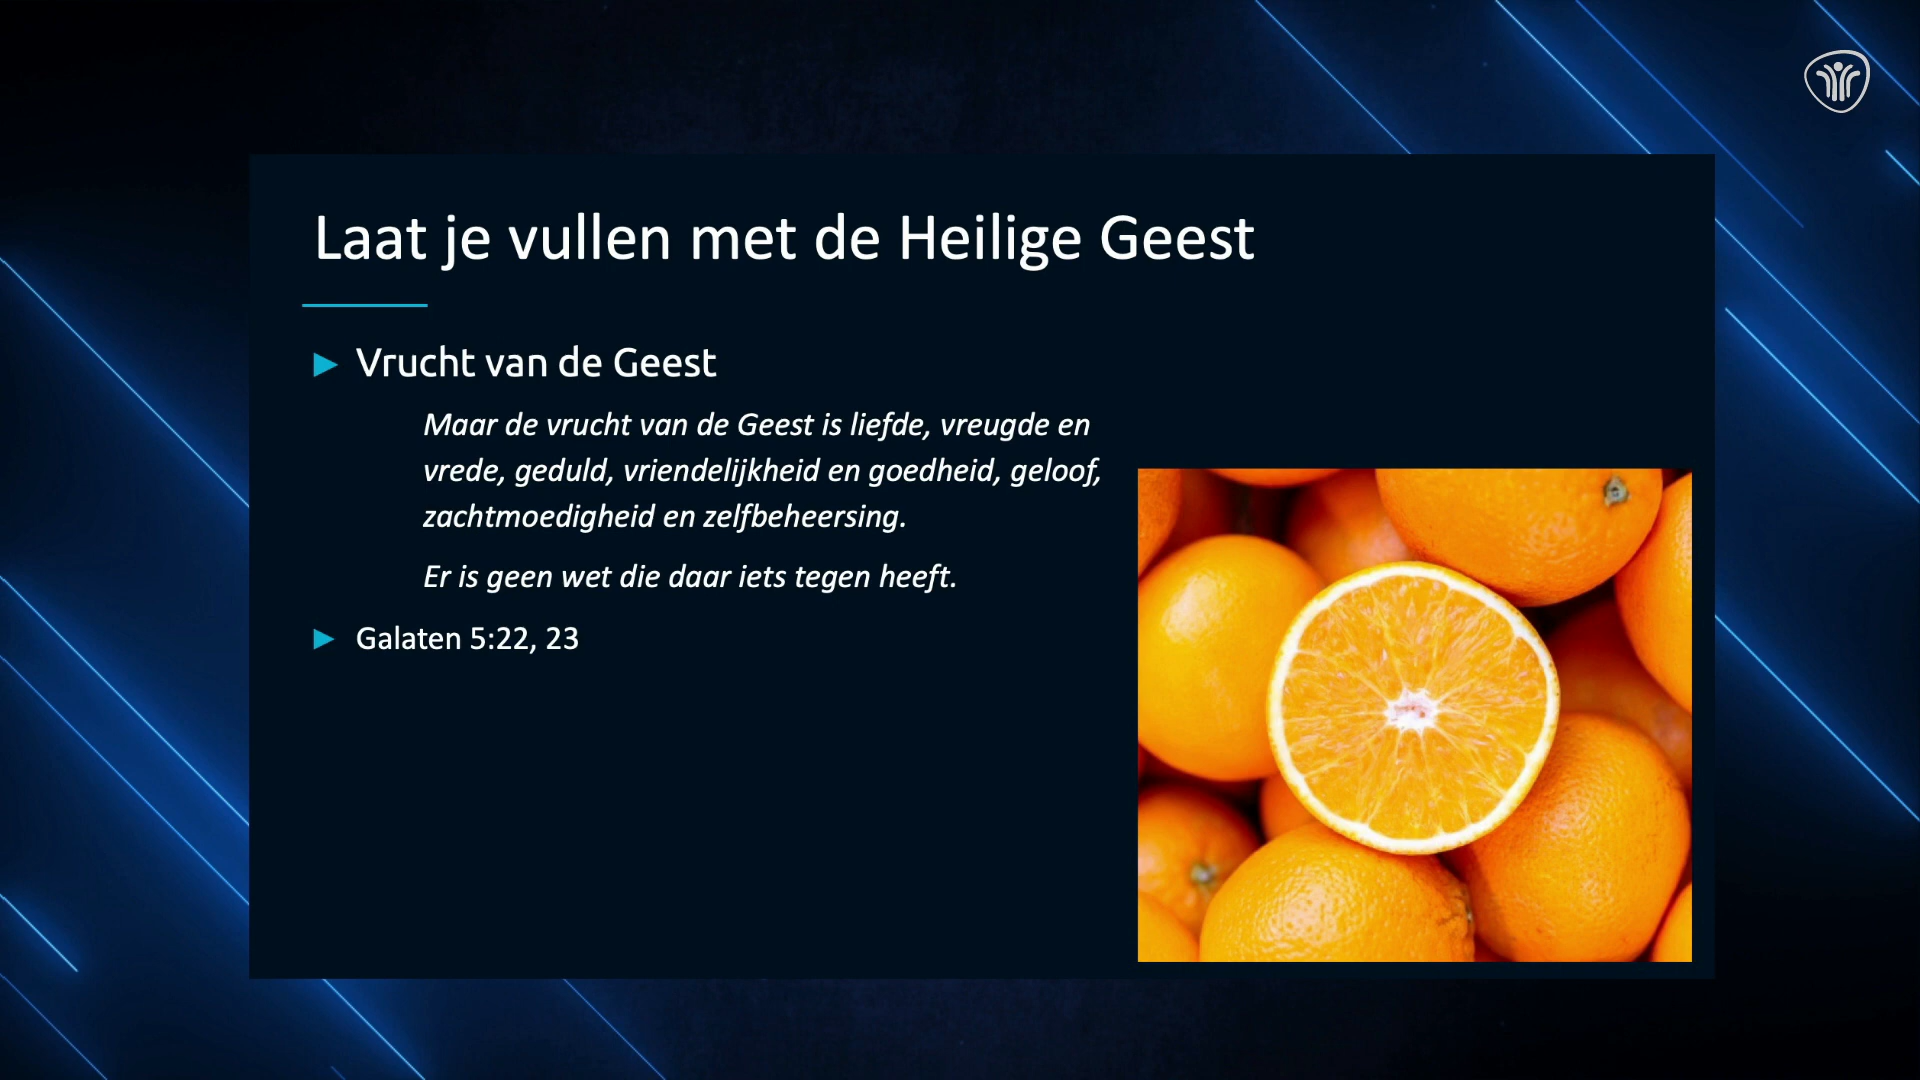 Laat je vullen met de Heilige Geest
Vrucht van de Geest
Maar de vrucht van de Geest is liefde, vreugde en
vrede, geduld, vriendelijkheid en goedheid, geloof,
zachtmoedigheid en zelfbeheersing.
Er is geen wet die daar iets tegen heeft.
Galaten 5:22, 23